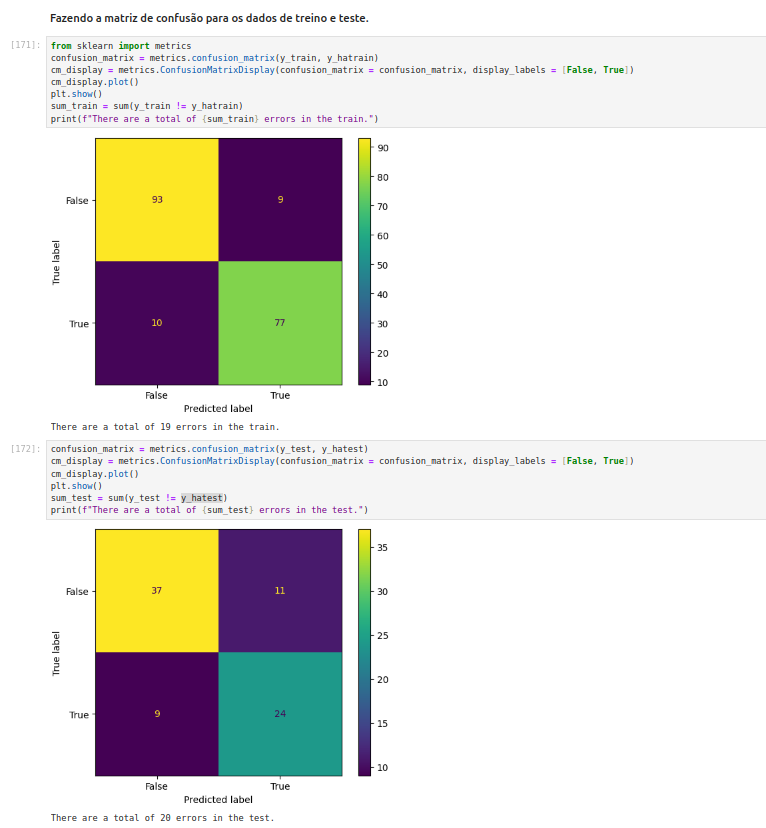 Fazendo a matriz de confusão para os dados de treino e teste.
[171]:
from sklearn import metrics
confusion_matrix = metrics.confusion_matrix(y_train, y_hatrain)
cm_display = metrics.ConfusionMatrixDisplay(confusion_matrix = confusion_matrix, display_labels = [False, True])
cm_display.plot()
plt.show()
sum_train = sum(y_train != y_hatrain)
print(f"There are a total of {sum_train} errors in the train.")
93
9
10
77
False
True
True label
False
True
Predicted label
90
80
70
60
50
40
30
20
10
There are a total of 19 errors in the train.
[172]:
confusion_matrix = metrics.confusion_matrix(y_test, y_hatest)
cm_display = metrics.ConfusionMatrixDisplay(confusion_matrix = confusion_matrix, display_labels = [False, True])
cm_display.plot()
plt.show()
sum_test = sum(y_test != y_hatest)
print(f"There are a total of {sum_test} errors in the test.")
37
11
9
24
False
True
True label
False
True
Predicted label
35
30
25
20
15
10
There are a total of 20 errors in the test.